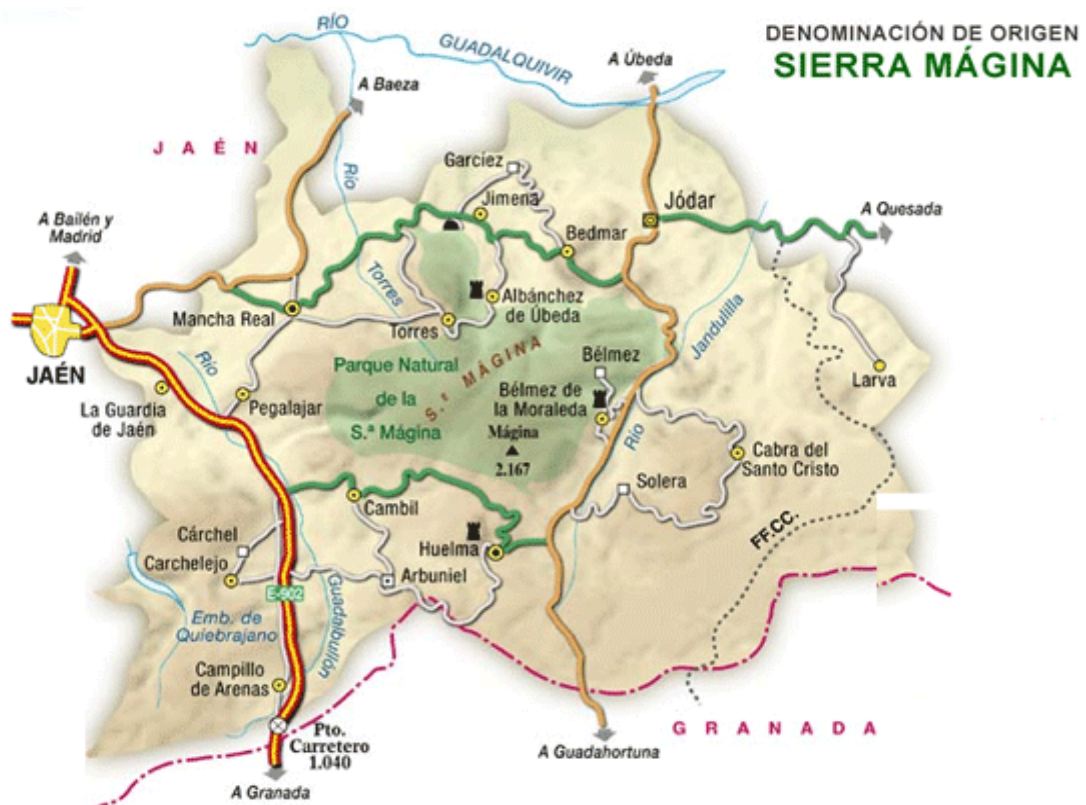 DENOMINACIÓN DE ORIGEN
SIERRA MÁGINA
RÍO
GUADALQUIVIR
A Úbeda
A Baeza
JAÉN
Río
Garcíez
Jimena
Jódar
A Quesada
A Bailén y
Madrid
Bedmar
Torres
Albánchez
de Úbeda
Jandulilla
Mancha Real
Torres
JAÉN
Río
Parque Natural
de la
S.ª Mágina
S.ª MÁGINA
Bélmez
Larva
La Guardia
de Jaén
Pegalajar
Bélmez de
la Moraleda
Mágina
2.167
Río
Cabra del
Santo Cristo
Solera
Cambil
FF.CC.
Cárchel
Carchelejo
Huelma
Arbuniel
E-902
Guadalbullón
Emb. de
Quiebrajano
Campillo
de Arenas
Pto.
Carretero
1.040
GRANADA
A Guadahortuna
A Granada